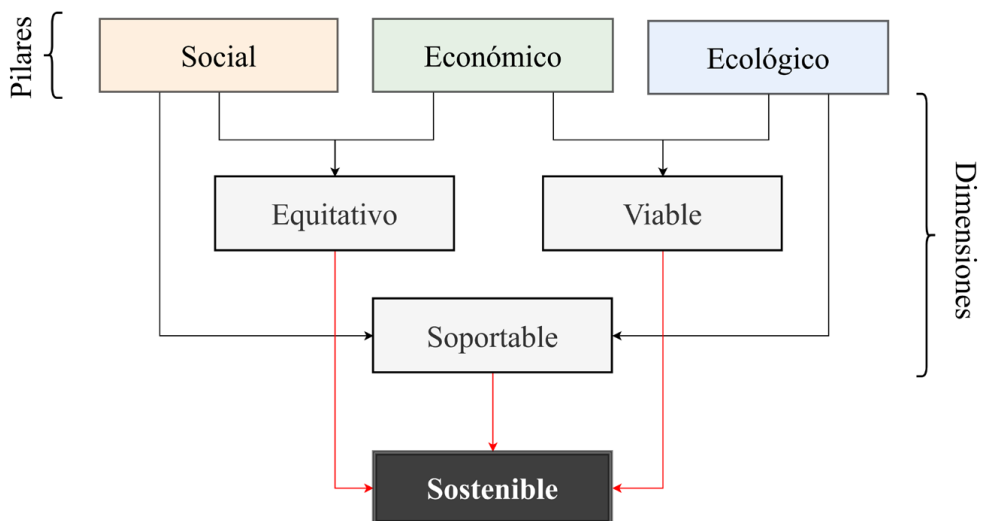 Pilares
Social
Económico
Ecológico
Dimensiones
Equitativo
Viable
Soportable
Sostenible